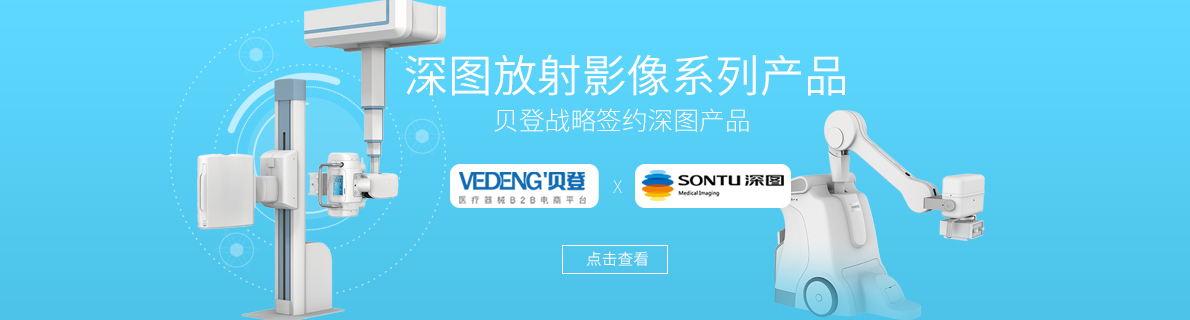 深图放射影像系列产品
贝登战略签约深图产品
VEDENG 贝登
医疗器械B2B电商平台
X
SONTU 深图
Medical Imaging
点击查看